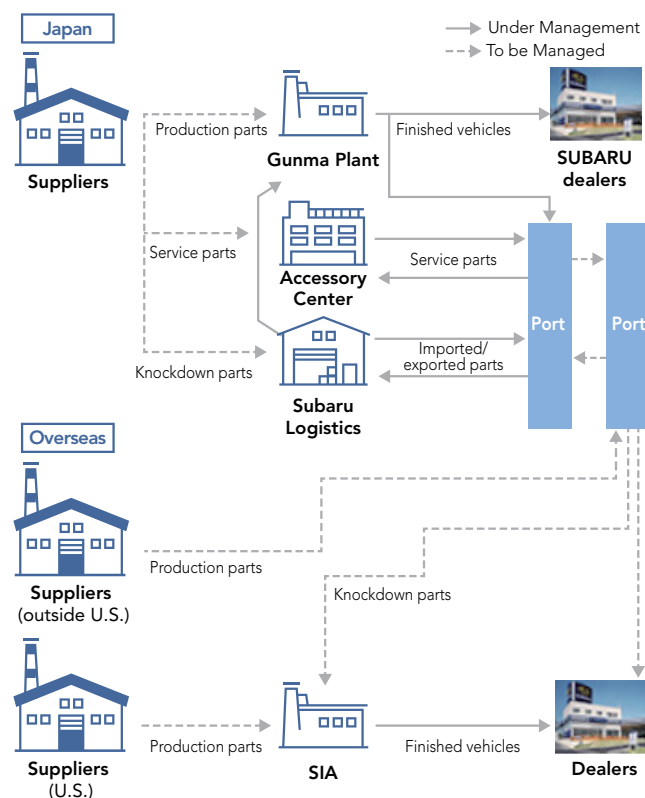 Japan
Under Management
To be Managed
Suppliers
Production parts
Gunma Plant
Finished vehicles
SUBARU
dealers
Service parts
Accessory
Center
Service parts
Port
Port
Knockdown parts
Imported/
exported parts
Subaru
Logistics
Overseas
Suppliers
(outside U.S.)
Production parts
Knockdown parts
Suppliers
(U.S.)
Production parts
SIA
Finished vehicles
Dealers